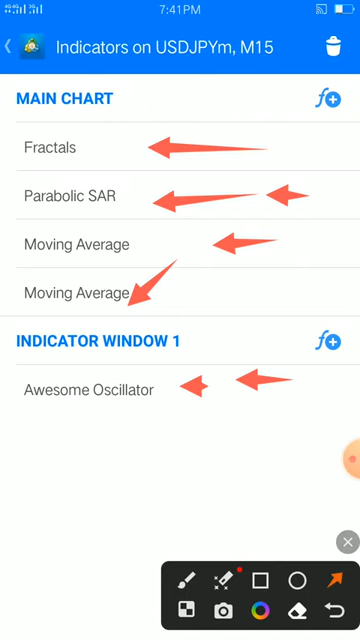 7:41PM
Indicators on USDJPYm, M15
MAIN CHART
Fractals
Parabolic SAR
Moving Average
Moving Average
INDICATOR WINDOW 1
Awesome Oscillator